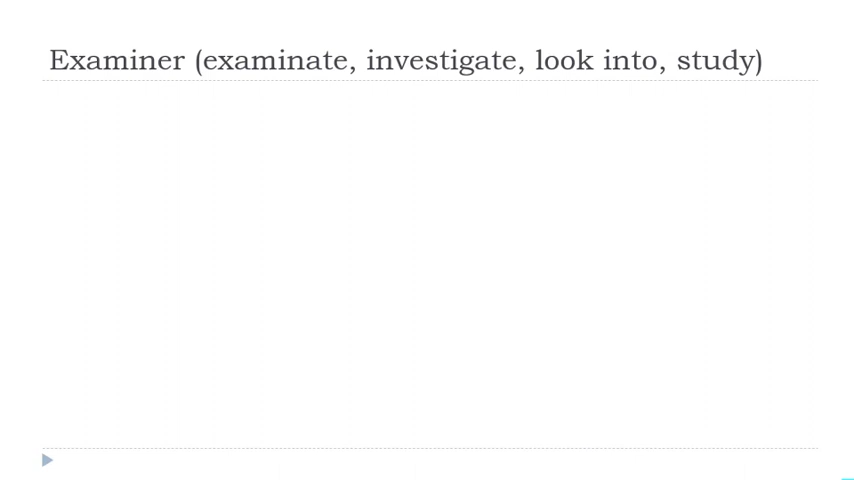 Examiner (examinate, investigate, look into, study)